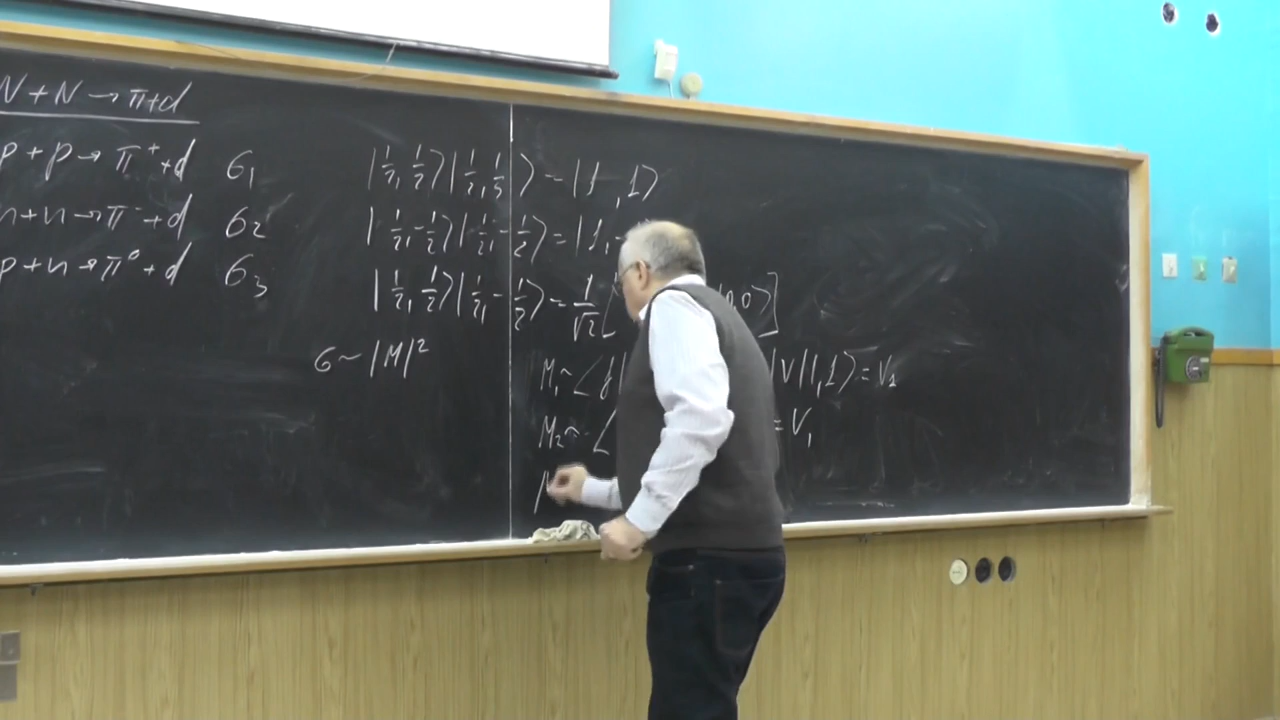 N + N → π + d
p + p → π⁺ + d σ₁
n + n → π⁻ + d σ₂
p + n → π⁰ + d σ₃
|1/2, 1/2⟩|1/2, 1/2⟩ = |1, 1⟩
|1/2, -1/2⟩|1/2, -1/2⟩ = |1, -
|1/2, 1/2⟩|1/2, -1/2⟩ = 1/√2 [ 0,0⟩]
σ ~ |M|²
M₁ ~ ⟨f| |V|1,1⟩ = V₁
M₂ ~ ⟨ = V₁